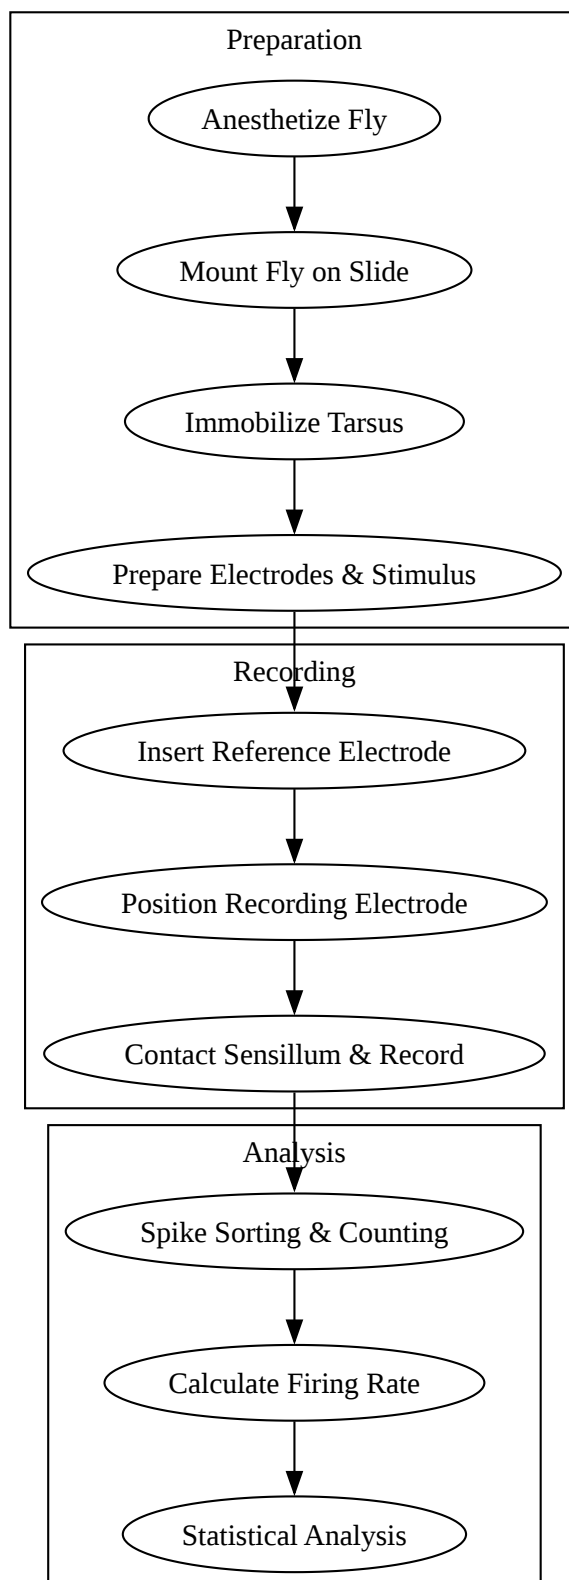 Preparation
Anesthetize Fly
Mount Fly on Slide
Immobilize Tarsus
Prepare Electrodes & Stimulus
Recording
Insert Reference Electrode
Position Recording Electrode
Contact Sensillum & Record
Analysis
Spike Sorting & Counting
Calculate Firing Rate
Statistical Analysis